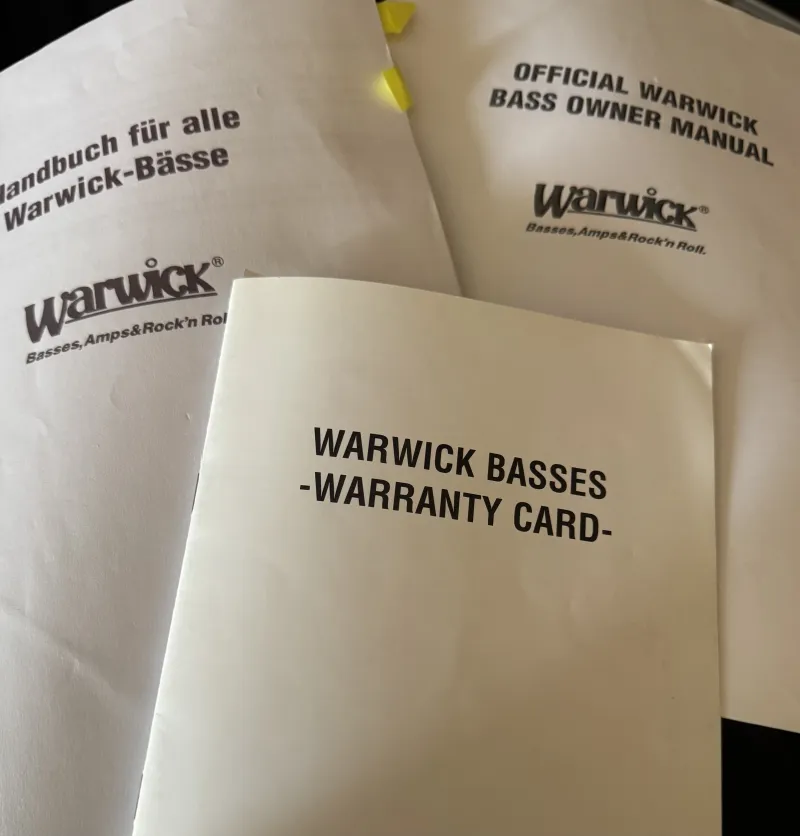 Handbuch für alle
Warwick-Bässe
Warwick®
Basses,Amps&Rock'n Rol
OFFICIAL WARWICK
BASS OWNER MANUAL
Warwick®
Basses,Amps&Rock'n Roll.
WARWICK BASSES
-WARRANTY CARD-